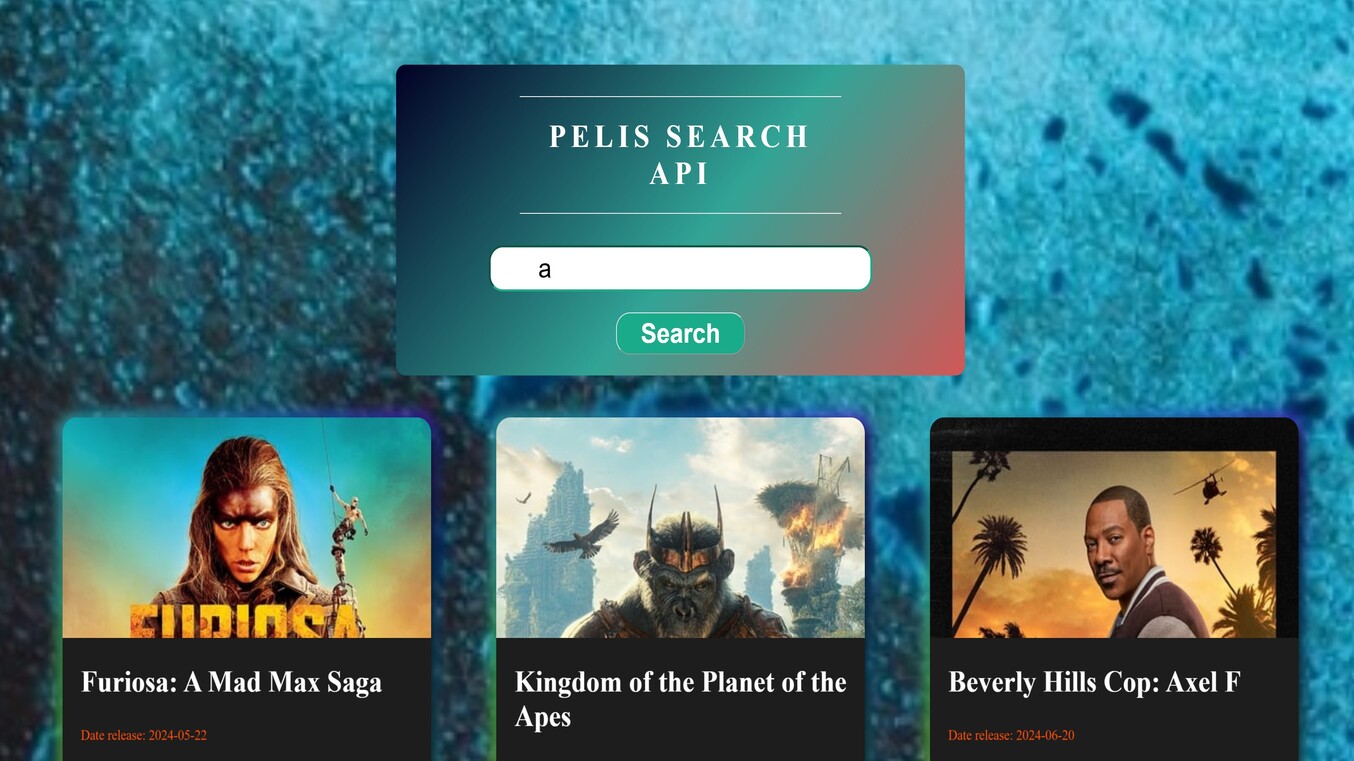 PELIS SEARCH
API
a
Search
FURIOSA
Furiosa: A Mad Max Saga
Date release: 2024-05-22
Kingdom of the Planet of the
Apes
Beverly Hills Cop: Axel F
Date release: 2024-06-20